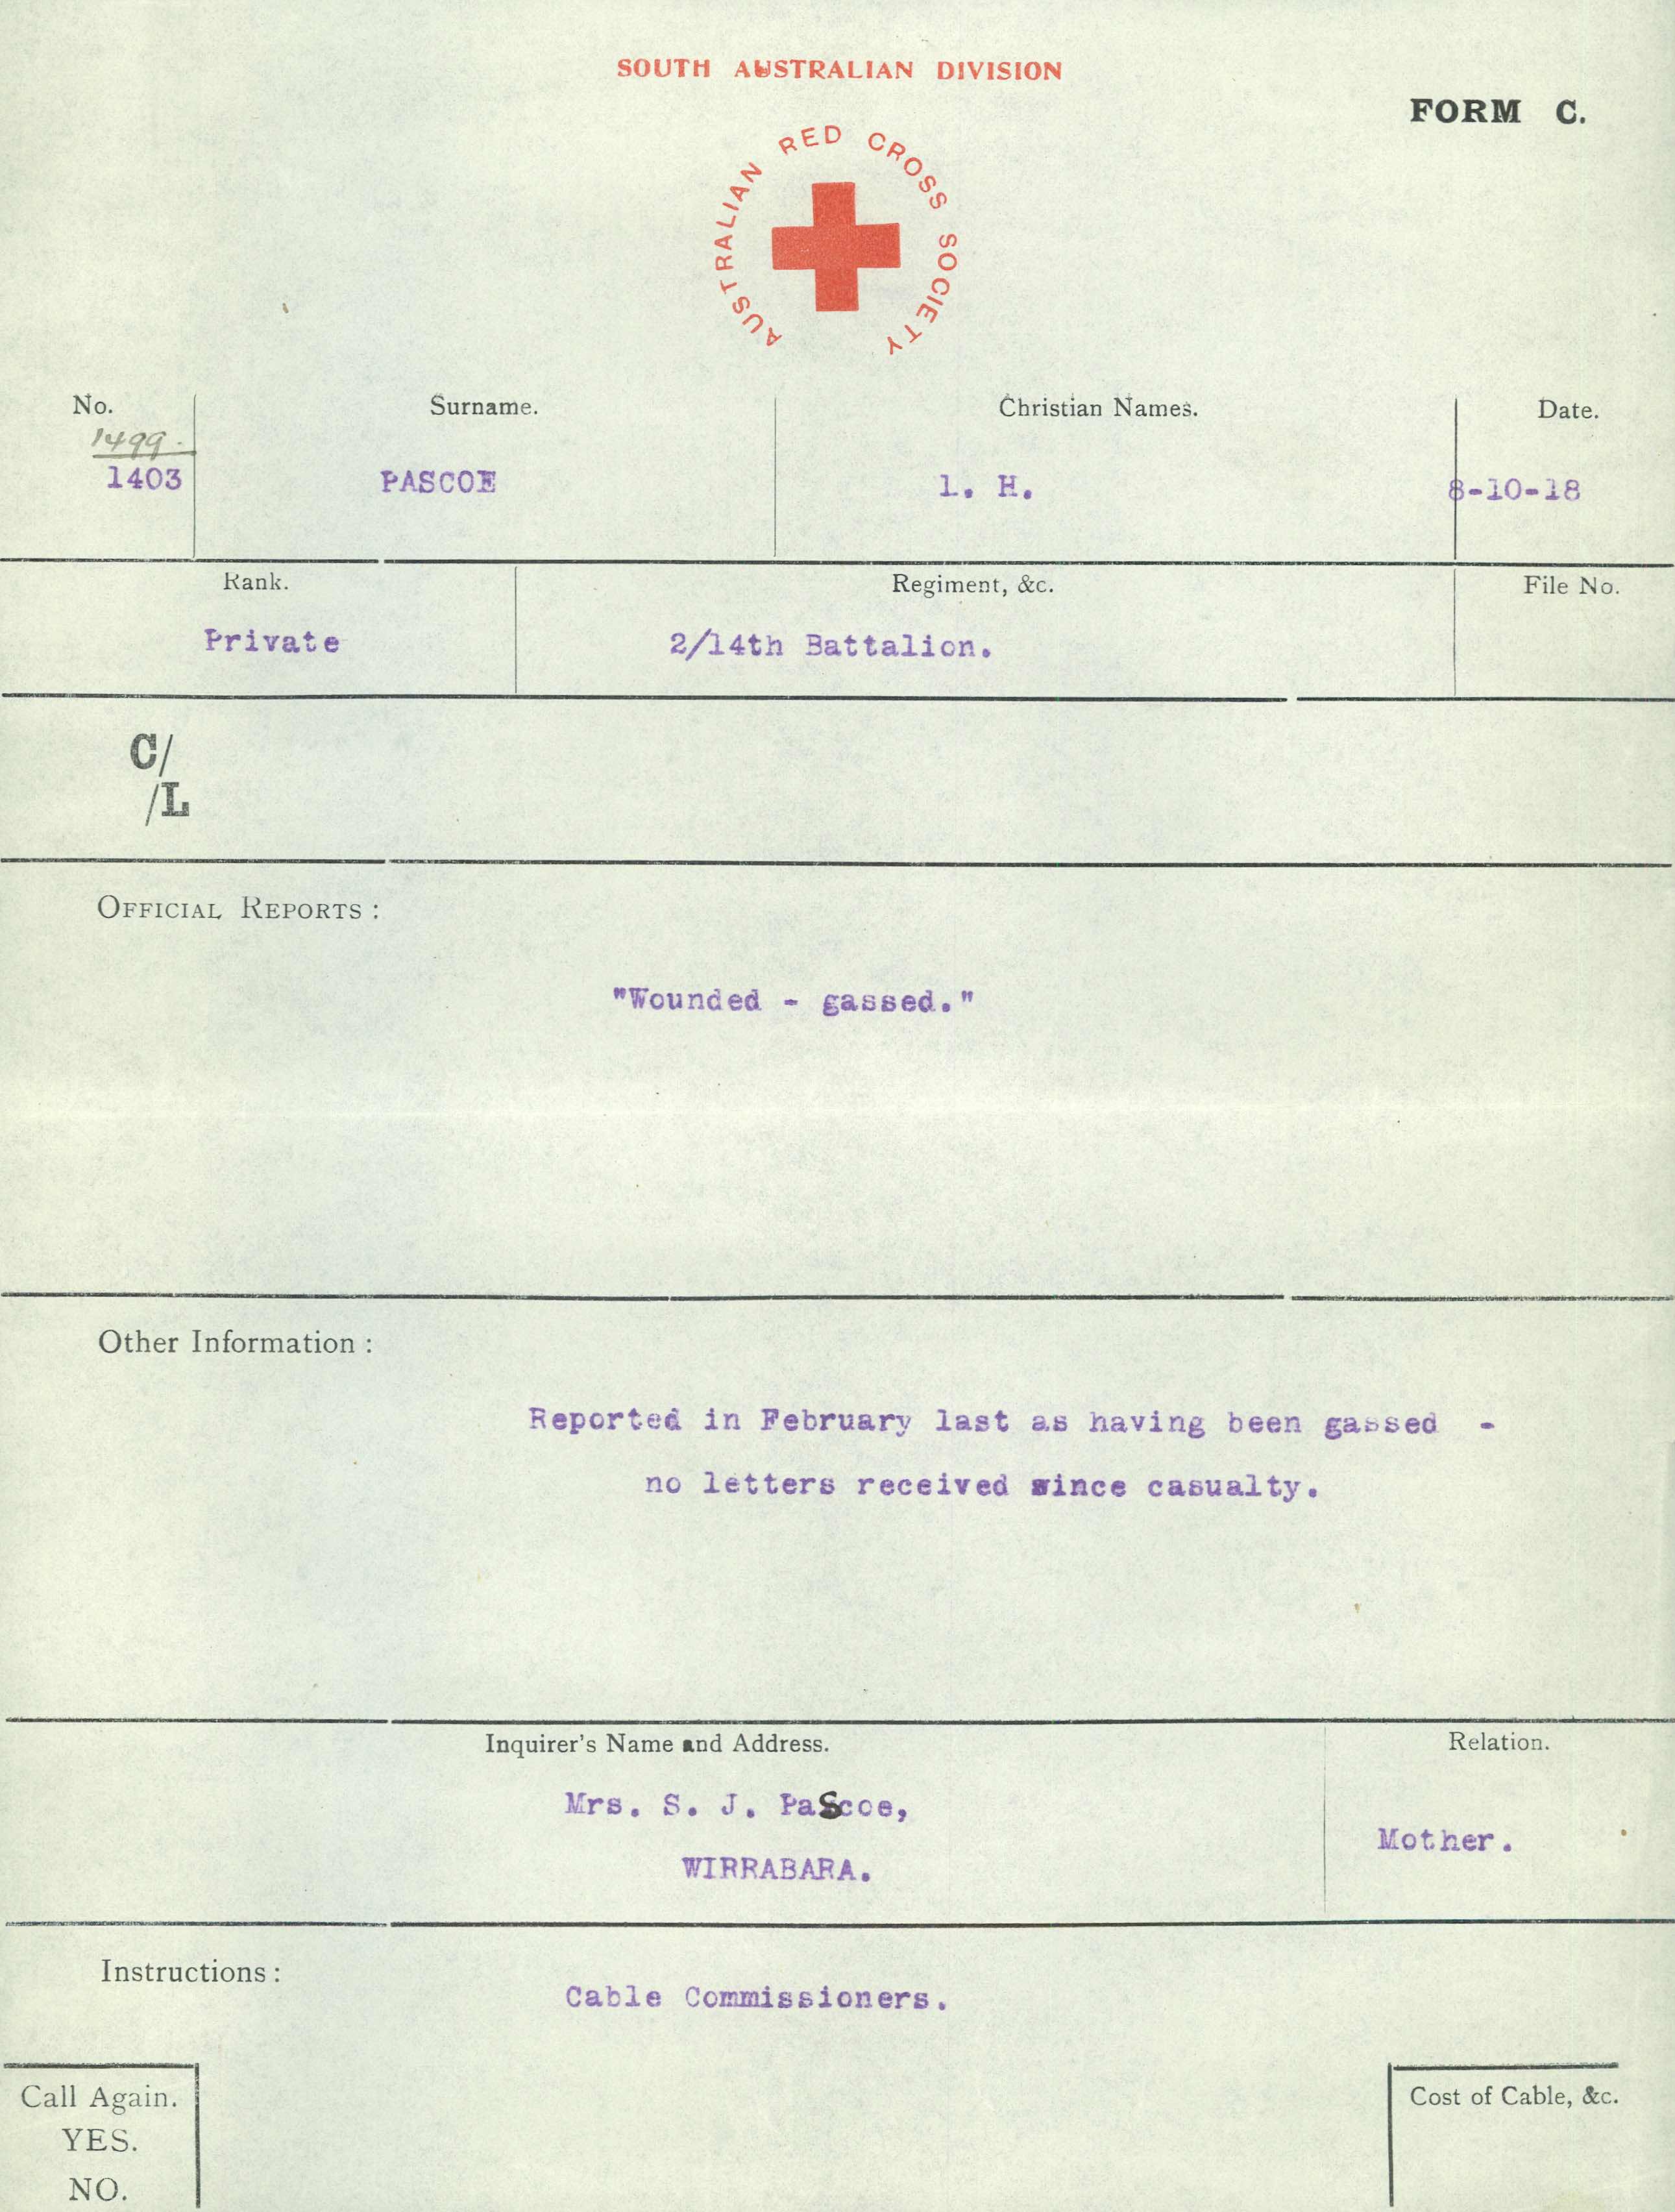 SOUTH AUSTRALIAN DIVISION
FORM C.
AUSTRALIAN RED CROSS SOCIETY
No. Surname. Christian Names. Date.
1499.
1403 PASCOE l. H. 8-10-18
Rank. Regiment, &c. File No.
Private 2/14th Battalion.
C/
/L
OFFICIAL REPORTS :
"Wounded - gassed."
Other Information :
Reported in February last as having been gassed -
no letters received since casualty.
Inquirer's Name and Address. Relation.
Mrs. S. J. PaScoe,
Mother.
WIRRABARA.
Instructions :
Cable Commissioners.
Call Again. Cost of Cable, &c.
YES.
NO.